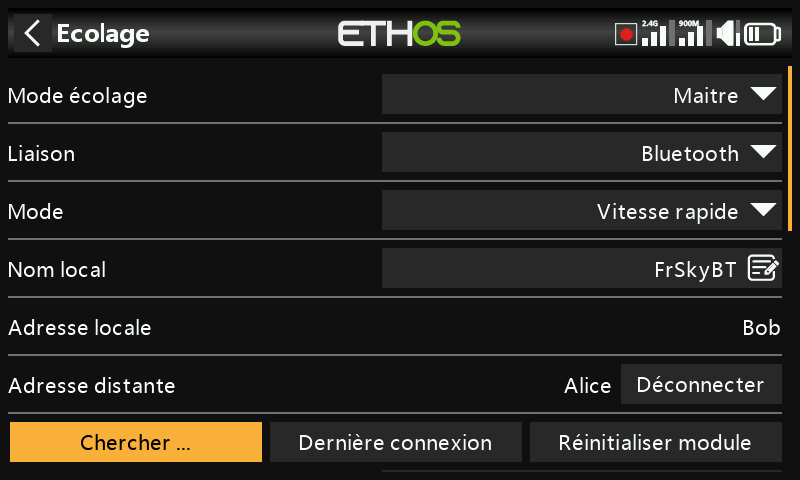 Ecolage
ETHOS
2.4G
900M
Mode écolage
Maitre
Liaison
Bluetooth
Mode
Vitesse rapide
Nom local
FrSkyBT
Adresse locale
Bob
Adresse distante
Alice
Déconnecter
Chercher ...
Dernière connexion
Réinitialiser module